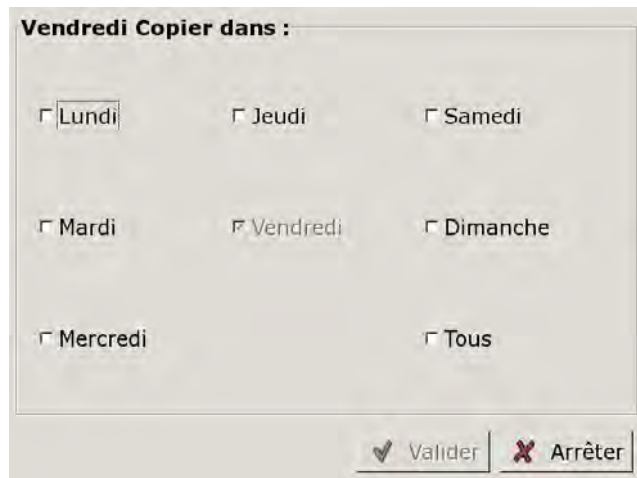 Vendredi Copier dans :
Lundi Jeudi Samedi
Mardi Vendredi Dimanche
Mercredi Tous
Valider Arrêter